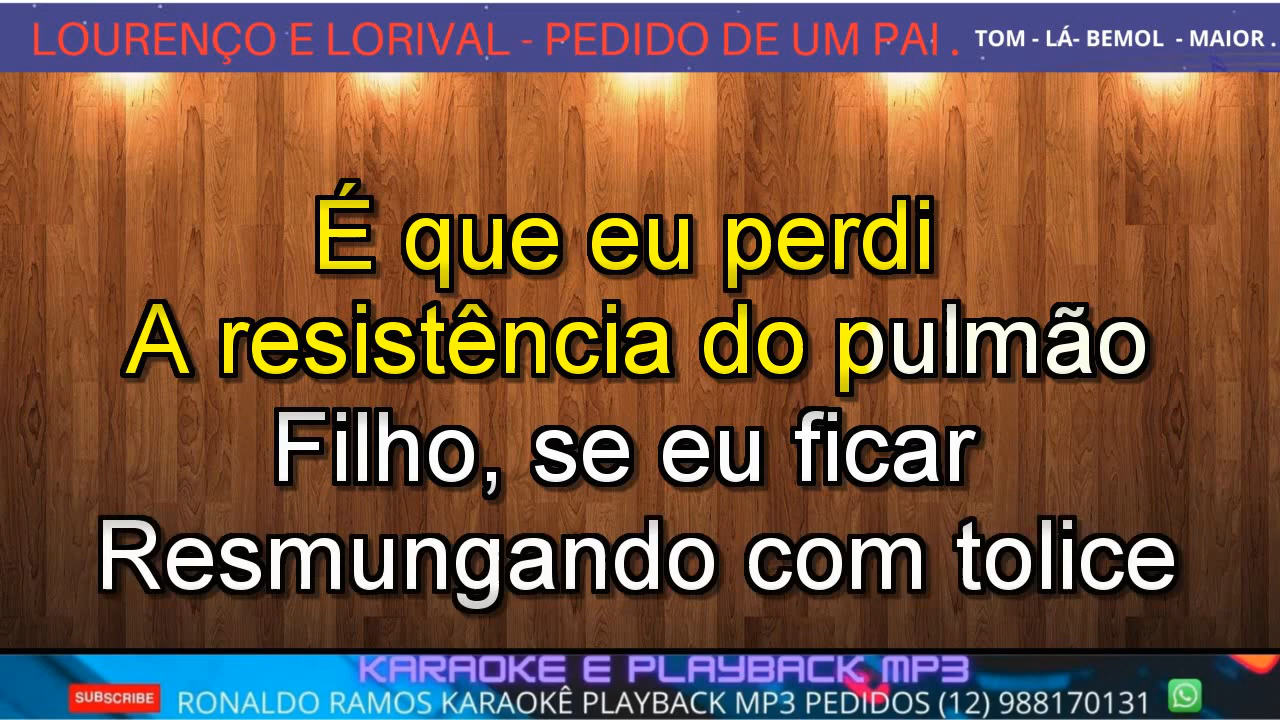 LOURENÇO E LORIVAL - PEDIDO DE UM PAI . TOM - LÁ- BEMOL - MAIOR .
É que eu perdi
A resistência do pulmão
Filho, se eu ficar
Resmungando com tolice
KARAOKE E PLAYBACK MP3
SUBSCRIBE RONALDO RAMOS KARAOKÊ PLAYBACK MP3 PEDIDOS (12) 988170131